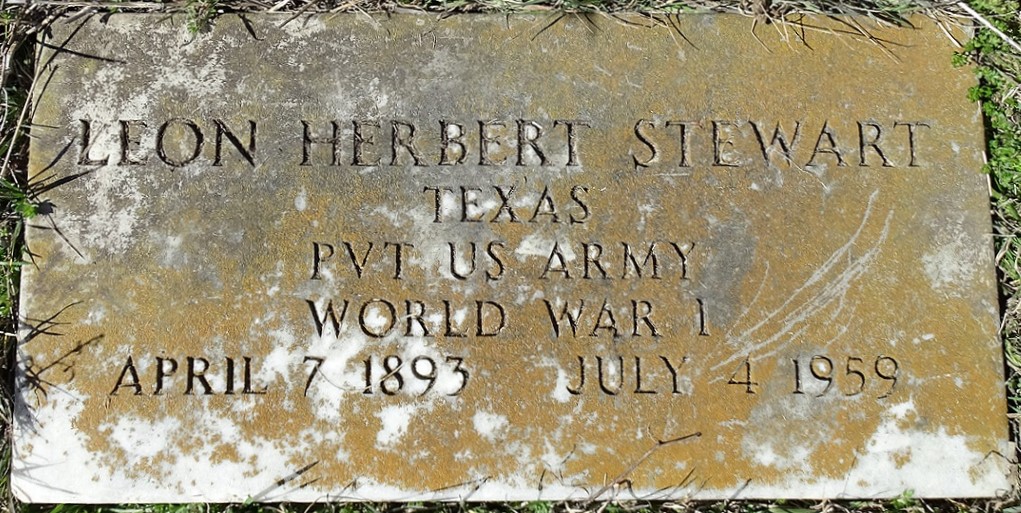 LEON HERBERT STEWART
TEXAS
PVT US ARMY
WORLD WAR I
APRIL 7 1893 JULY 4 1959